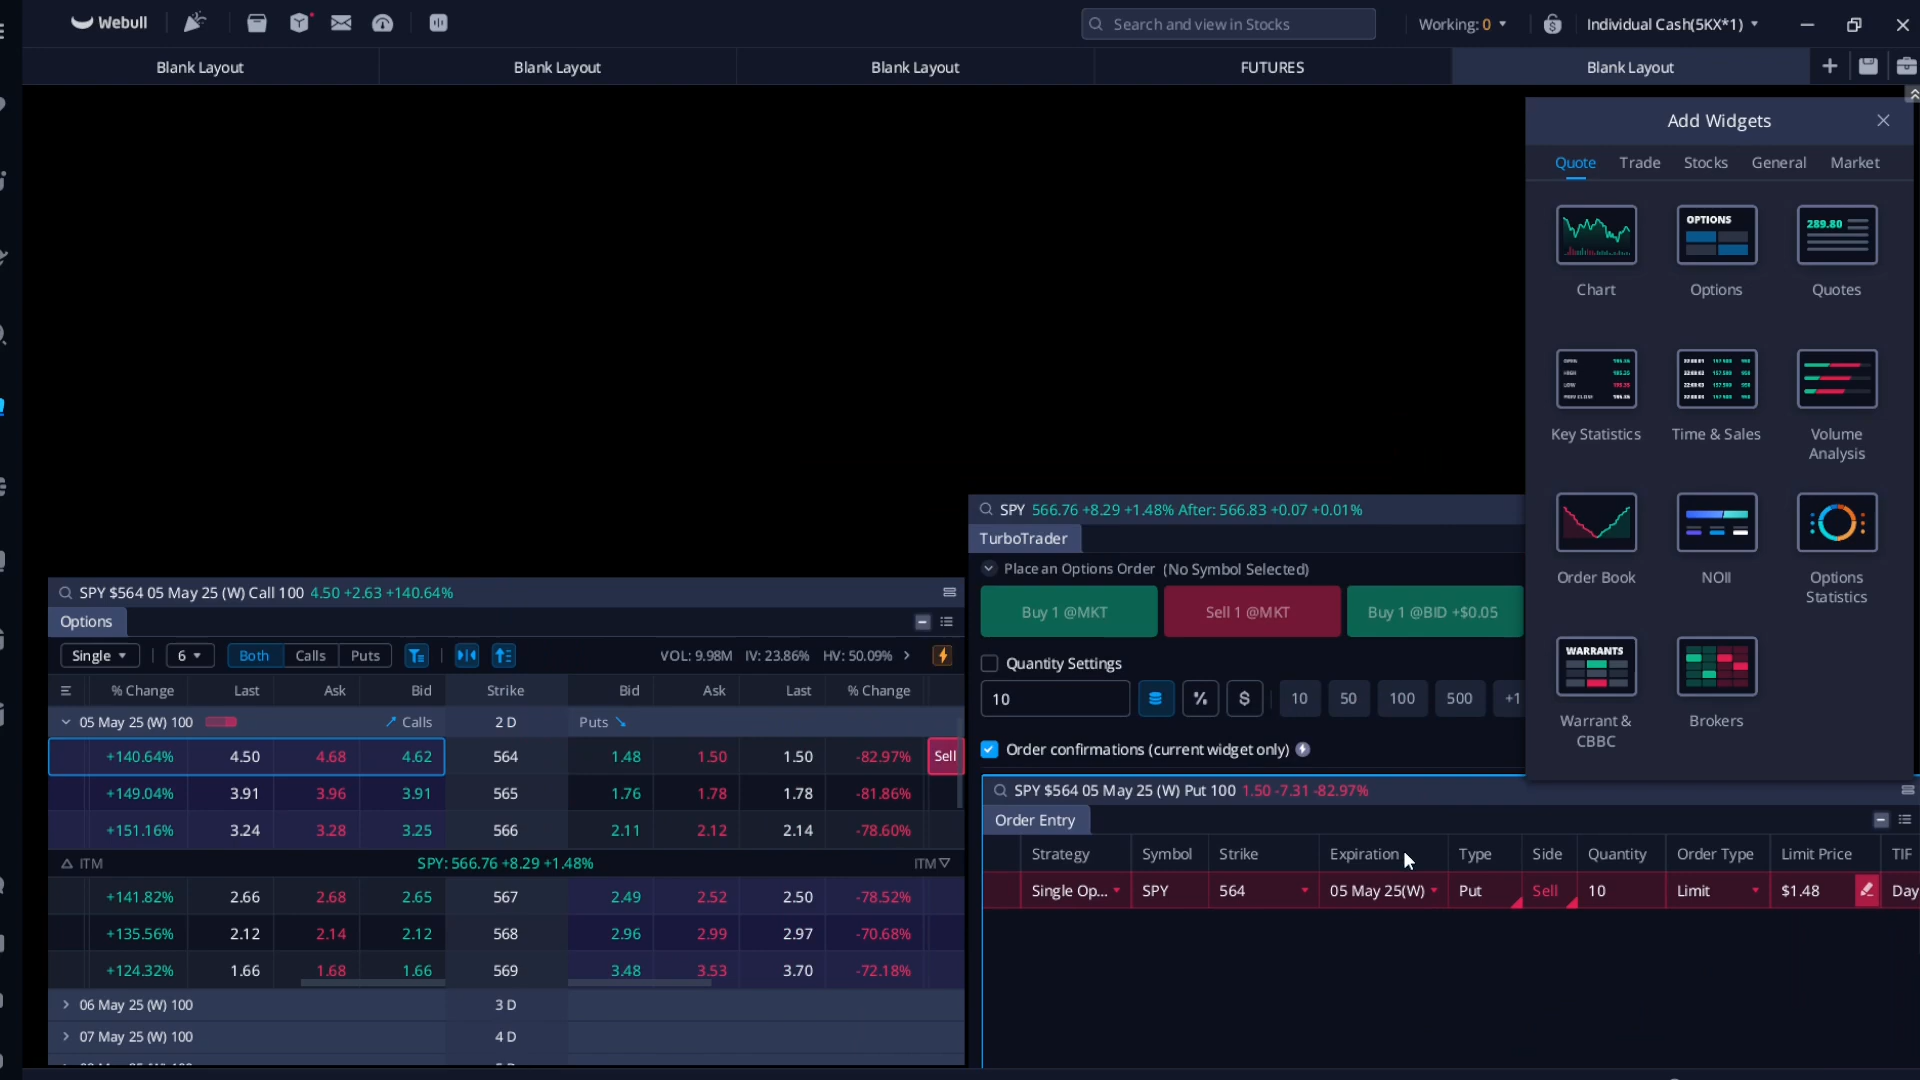 Webull
Search and view in Stocks
Working: 0
Individual Cash(5KX*1)
Blank Layout
Blank Layout
Blank Layout
FUTURES
Blank Layout
Add Widgets
Quote Trade Stocks General Market
OPTIONS
289.80
Chart Options Quotes
Key Statistics Time & Sales Volume Analysis
Order Book NOII Options Statistics
WARRANTS
Warrant & CBBC Brokers
SPY 566.76 +8.29 +1.48% After: 566.83 +0.07 +0.01%
TurboTrader
Place an Options Order (No Symbol Selected)
Buy 1 @MKT Sell 1 @MKT Buy 1 @BID +$0.05
Quantity Settings
10 % $ 10 50 100 500 +1
Order confirmations (current widget only)
SPY $564 05 May 25 (W) Call 100 4.50 +2.63 +140.64%
Options
Single 6 Both Calls Puts VOL: 9.98M IV: 23.86% HV: 50.09%
% Change Last Ask Bid Strike Bid Ask Last % Change
05 May 25 (W) 100 Calls 2 D Puts
+140.64% 4.50 4.68 4.62 564 1.48 1.50 1.50 -82.97% Sell
+149.04% 3.91 3.96 3.91 565 1.76 1.78 1.78 -81.86%
+151.16% 3.24 3.28 3.25 566 2.11 2.12 2.14 -78.60%
ITM SPY: 566.76 +8.29 +1.48% ITM
+141.82% 2.66 2.68 2.65 567 2.49 2.52 2.50 -78.52%
+135.56% 2.12 2.14 2.12 568 2.96 2.99 2.97 -70.68%
+124.32% 1.66 1.68 1.66 569 3.48 3.53 3.70 -72.18%
06 May 25 (W) 100 3 D
07 May 25 (W) 100 4 D
SPY $564 05 May 25 (W) Put 100 1.50 -7.31 -82.97%
Order Entry
Strategy Symbol Strike Expiration Type Side Quantity Order Type Limit Price TIF
Single Op... SPY 564 05 May 25(W) Put Sell 10 Limit $1.48 Day